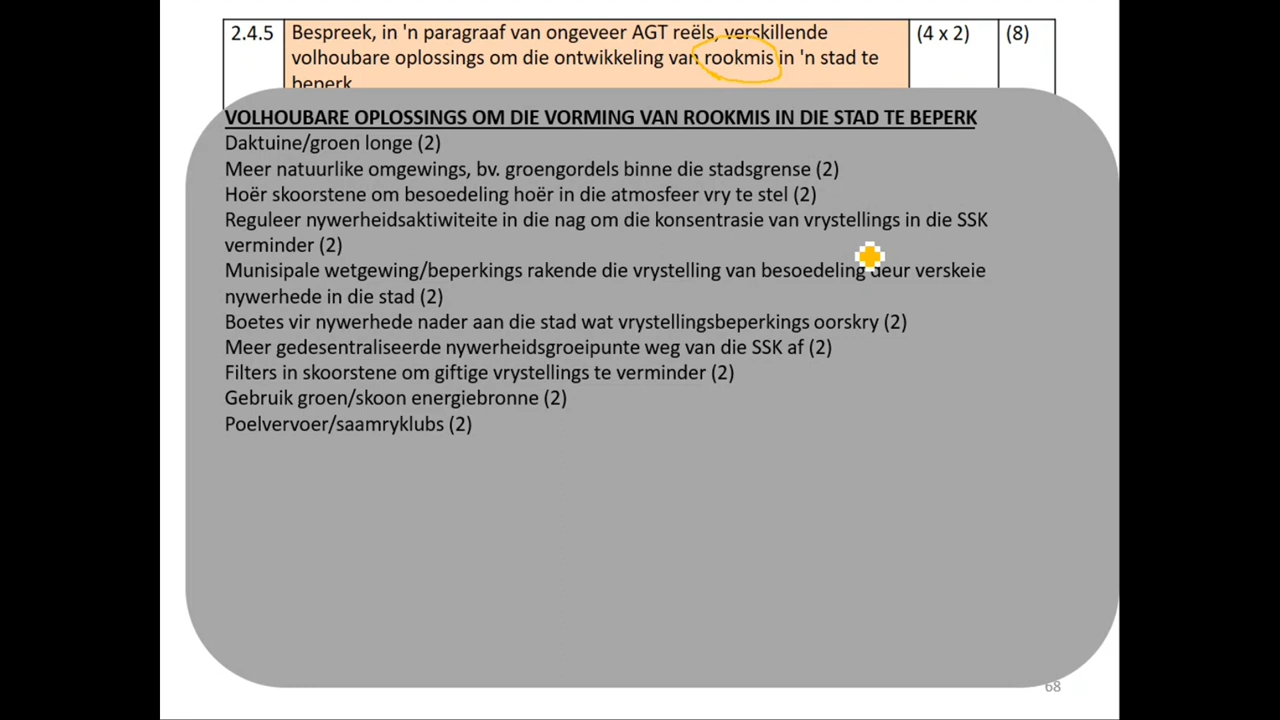 2.4.5 Bespreek, in 'n paragraaf van ongeveer AGT reëls, verskillende (4 x 2) (8)
volhoubare oplossings om die ontwikkeling van rookmis in 'n stad te
beperk
VOLHOUBARE OPLOSSINGS OM DIE VORMING VAN ROOKMIS IN DIE STAD TE BEPERK
Daktuine/groen longe (2)
Meer natuurlike omgewings, bv. groengordels binne die stadsgrense (2)
Hoër skoorstene om besoedeling hoër in die atmosfeer vry te stel (2)
Reguleer nywerheidsaktiwiteite in die nag om die konsentrasie van vrystellings in die SSK
verminder (2)
Munisipale wetgewing/beperkings rakende die vrystelling van besoedeling deur verskeie
nywerhede in die stad (2)
Boetes vir nywerhede nader aan die stad wat vrystellingsbeperkings oorskry (2)
Meer gedesentraliseerde nywerheidsgroeipunte weg van die SSK af (2)
Filters in skoorstene om giftige vrystellings te verminder (2)
Gebruik groen/skoon energiebronne (2)
Poelvervoer/saamryklubs (2)
68